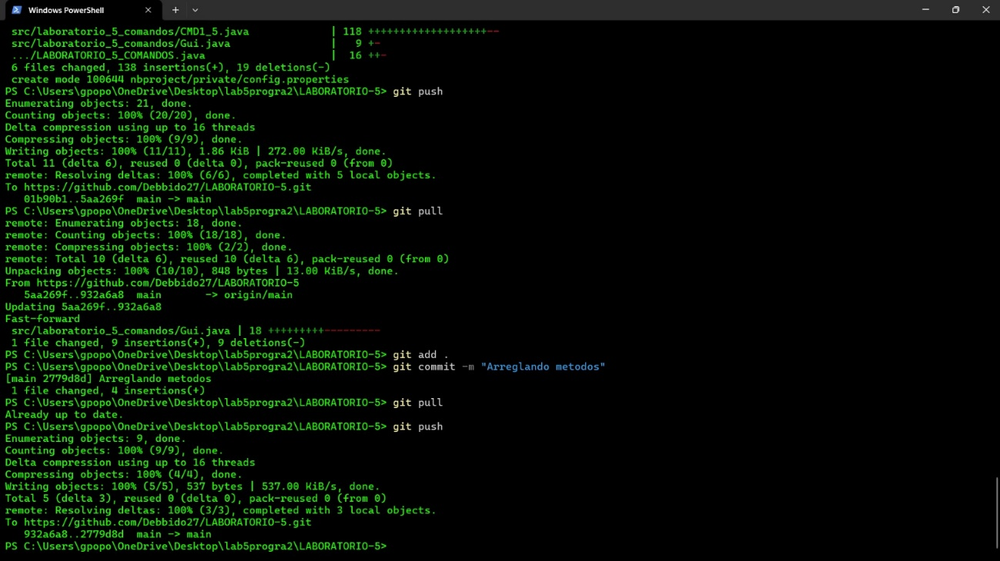 Windows PowerShell
src/laboratorio_5_comandos/CMD1_5.java | 118 +++++++++++++++++++--
src/laboratorio_5_comandos/Gui.java | 9 +-
.../LABORATORIO_5_COMANDOS.java | 16 ++-
6 files changed, 138 insertions(+), 19 deletions(-)
create mode 100644 nbproject/private/config.properties
PS C:\Users\gpopo\OneDrive\Desktop\lab5progra2\LABORATORIO-5> git push
Enumerating objects: 21, done.
Counting objects: 100% (20/20), done.
Delta compression using up to 16 threads
Compressing objects: 100% (9/9), done.
Writing objects: 100% (11/11), 1.86 KiB | 272.00 KiB/s, done.
Total 11 (delta 6), reused 0 (delta 0), pack-reused 0 (from 0)
remote: Resolving deltas: 100% (6/6), completed with 5 local objects.
To https://github.com/Debbido27/LABORATORIO-5.git
01b90b1..5aa269f main -> main
PS C:\Users\gpopo\OneDrive\Desktop\lab5progra2\LABORATORIO-5> git pull
remote: Enumerating objects: 18, done.
remote: Counting objects: 100% (18/18), done.
remote: Compressing objects: 100% (2/2), done.
remote: Total 10 (delta 6), reused 10 (delta 6), pack-reused 0 (from 0)
Unpacking objects: 100% (10/10), 848 bytes | 13.00 KiB/s, done.
From https://github.com/Debbido27/LABORATORIO-5
5aa269f..932a6a8 main -> origin/main
Updating 5aa269f..932a6a8
Fast-forward
src/laboratorio_5_comandos/Gui.java | 18 +++++++++---------
1 file changed, 9 insertions(+), 9 deletions(-)
PS C:\Users\gpopo\OneDrive\Desktop\lab5progra2\LABORATORIO-5> git add .
PS C:\Users\gpopo\OneDrive\Desktop\lab5progra2\LABORATORIO-5> git commit -m "Arreglando metodos"
[main 2779d8d] Arreglando metodos
1 file changed, 4 insertions(+)
PS C:\Users\gpopo\OneDrive\Desktop\lab5progra2\LABORATORIO-5> git pull
Already up to date.
PS C:\Users\gpopo\OneDrive\Desktop\lab5progra2\LABORATORIO-5> git push
Enumerating objects: 9, done.
Counting objects: 100% (9/9), done.
Delta compression using up to 16 threads
Compressing objects: 100% (4/4), done.
Writing objects: 100% (5/5), 537 bytes | 537.00 KiB/s, done.
Total 5 (delta 3), reused 0 (delta 0), pack-reused 0 (from 0)
remote: Resolving deltas: 100% (3/3), completed with 3 local objects.
To https://github.com/Debbido27/LABORATORIO-5.git
932a6a8..2779d8d main -> main
PS C:\Users\gpopo\OneDrive\Desktop\lab5progra2\LABORATORIO-5>